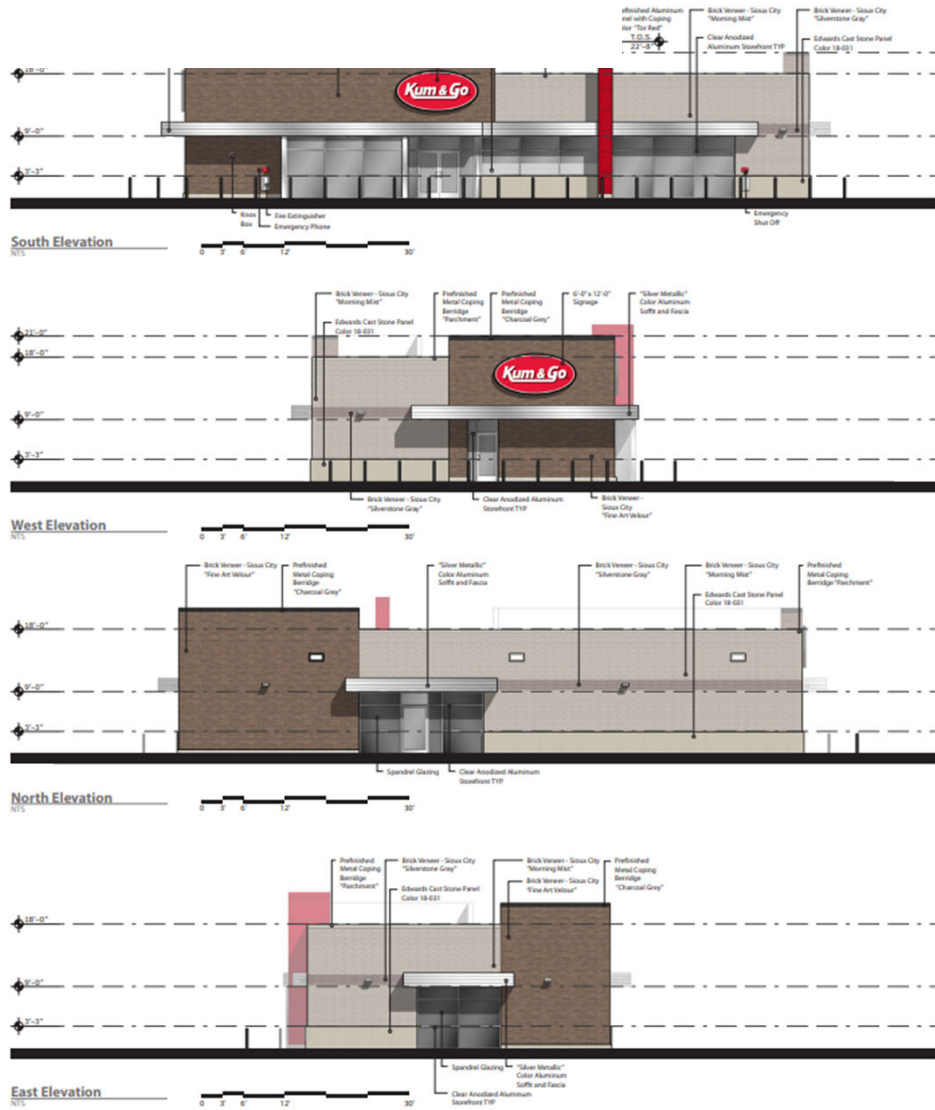 efinished Aluminum
nel with Coping
lor "Tor Red"
T.O.S.
22'-8"
Brick Veneer - Sioux City
"Morning Mist"
Clear Anodized
Aluminum Storefront TYP
Brick Veneer - Sioux City
"Silverstone Gray"
Edwards Cast Stone Panel
Color 18-031
18'-0"
Kum & Go
9'-0"
3'-3"
Knox
Box
Fire Extinguisher
Emergency Phone
Emergency
Shut Off
South Elevation
NTS
0 3' 6' 12' 30'
Brick Veneer - Sioux City
"Morning Mist"
Edwards Cast Stone Panel
Color 18-031
Prefinished
Metal Coping
Berridge
"Parchment"
Prefinished
Metal Coping
Berridge
"Charcoal Grey"
6'-0" x 12'-0"
Signage
"Silver Metallic"
Color Aluminum
Soffit and Fascia
21'-0"
18'-0"
Kum & Go
9'-0"
3'-3"
Brick Veneer - Sioux City
"Silverstone Gray"
Clear Anodized Aluminum
Storefront TYP
Brick Veneer -
Sioux City
"Fine Art Velour"
West Elevation
NTS
0 3' 6' 12' 30'
Brick Veneer - Sioux City
"Fine Art Velour"
Prefinished
Metal Coping
Berridge
"Charcoal Grey"
"Silver Metallic"
Color Aluminum
Soffit and Fascia
Brick Veneer - Sioux City
"Silverstone Gray"
Brick Veneer - Sioux City
"Morning Mist"
Edwards Cast Stone Panel
Color 18-031
Prefinished
Metal Coping
Berridge "Parchment"
18'-0"
9'-0"
3'-3"
Spandrel Glazing
Clear Anodized Aluminum
Storefront TYP
North Elevation
NTS
0 3' 6' 12' 30'
Prefinished
Metal Coping
Berridge
"Parchment"
Brick Veneer - Sioux City
"Silverstone Gray"
Edwards Cast Stone Panel
Color 18-031
Brick Veneer - Sioux City
"Morning Mist"
Brick Veneer - Sioux City
"Fine Art Velour"
Prefinished
Metal Coping
Berridge
"Charcoal Grey"
18'-0"
9'-0"
3'-3"
Spandrel Glazing
"Silver Metallic"
Color Aluminum
Soffit and Fascia
Clear Anodized Aluminum
Storefront TYP
East Elevation
NTS
0 3' 6' 12' 30'